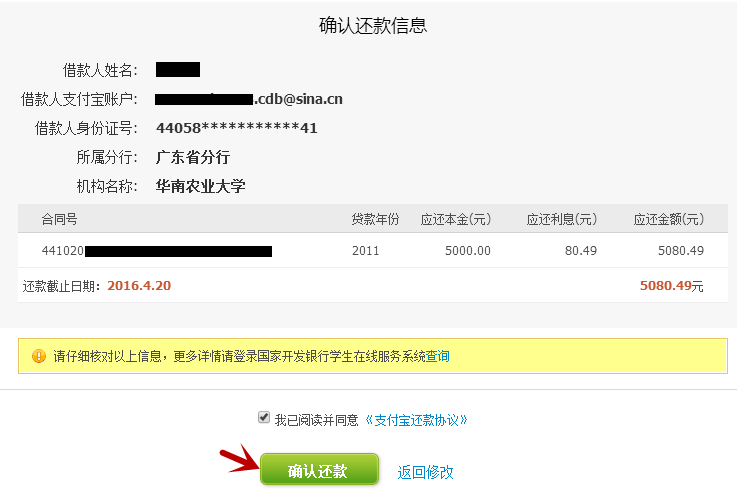 确认还款信息
借款人姓名：
借款人支付宝账户： .cdb@sina.cn
借款人身份证号： 44058***********41
所属分行： 广东省分行
机构名称： 华南农业大学
合同号 贷款年份 应还本金(元) 应还利息(元) 应还金额(元)
441020 2011 5000.00 80.49 5080.49
还款截止日期：2016.4.20 5080.49元
请仔细核对以上信息，更多详情请登录国家开发银行学生在线服务系统查询
我已阅读并同意 《支付宝还款协议》
确认还款 返回修改